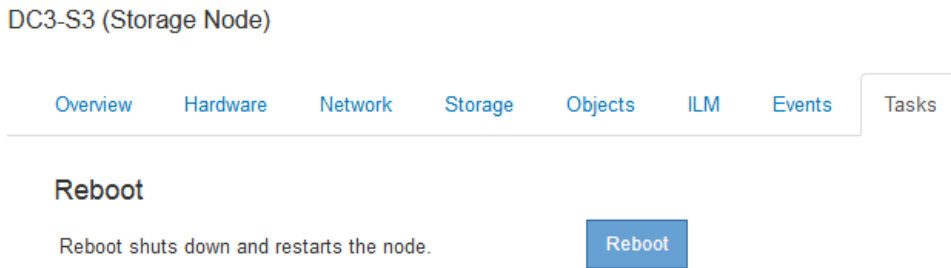 DC3-S3 (Storage Node)
Overview Hardware Network Storage Objects ILM Events Tasks
Reboot
Reboot shuts down and restarts the node. Reboot